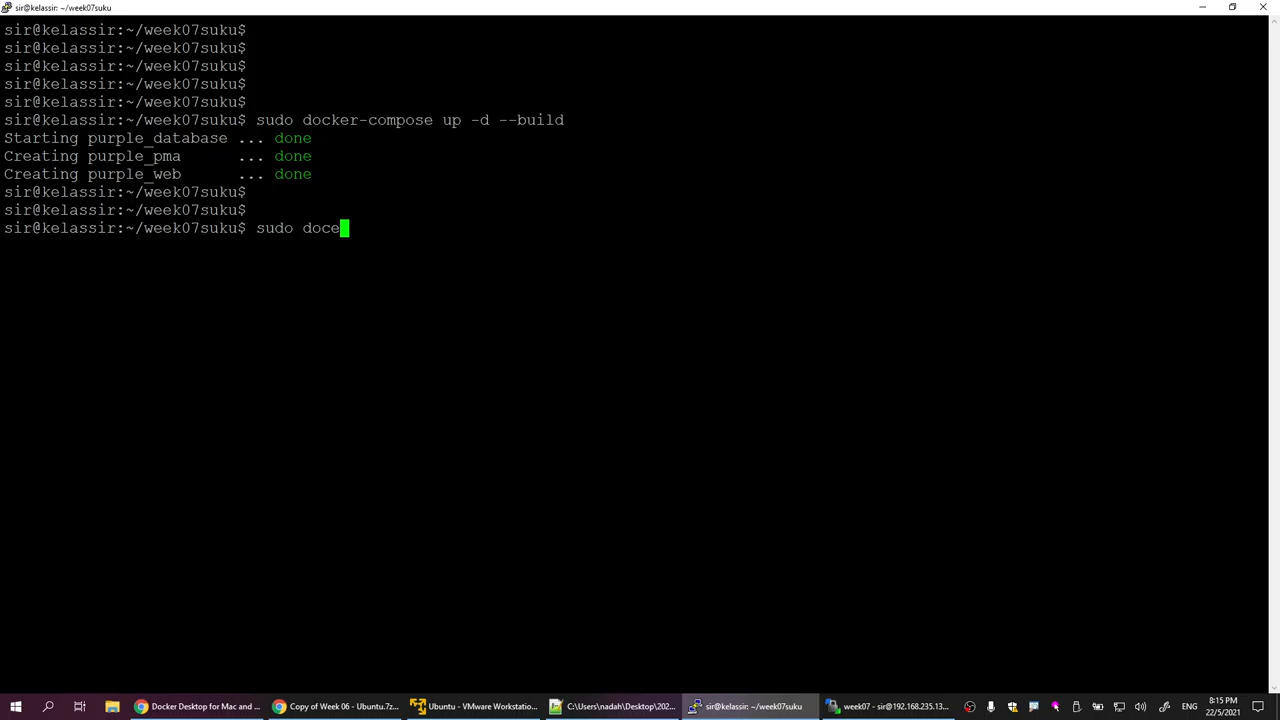 sir@kelassir: ~/week07suku
sir@kelassir:~/week07suku$
sir@kelassir:~/week07suku$
sir@kelassir:~/week07suku$
sir@kelassir:~/week07suku$
sir@kelassir:~/week07suku$
sir@kelassir:~/week07suku$ sudo docker-compose up -d --build
Starting purple_database ... done
Creating purple_pma ... done
Creating purple_web ... done
sir@kelassir:~/week07suku$
sir@kelassir:~/week07suku$
sir@kelassir:~/week07suku$ sudo doce
Docker Desktop for Mac and ...
Copy of Week 06 - Ubuntu.7z...
Ubuntu - VMware Workstatio...
C:\Users\nadah\Desktop\202...
sir@kelassir: ~/week07suku
week07 - sir@192.168.235.13...
ENG
8:15 PM
22/5/2021